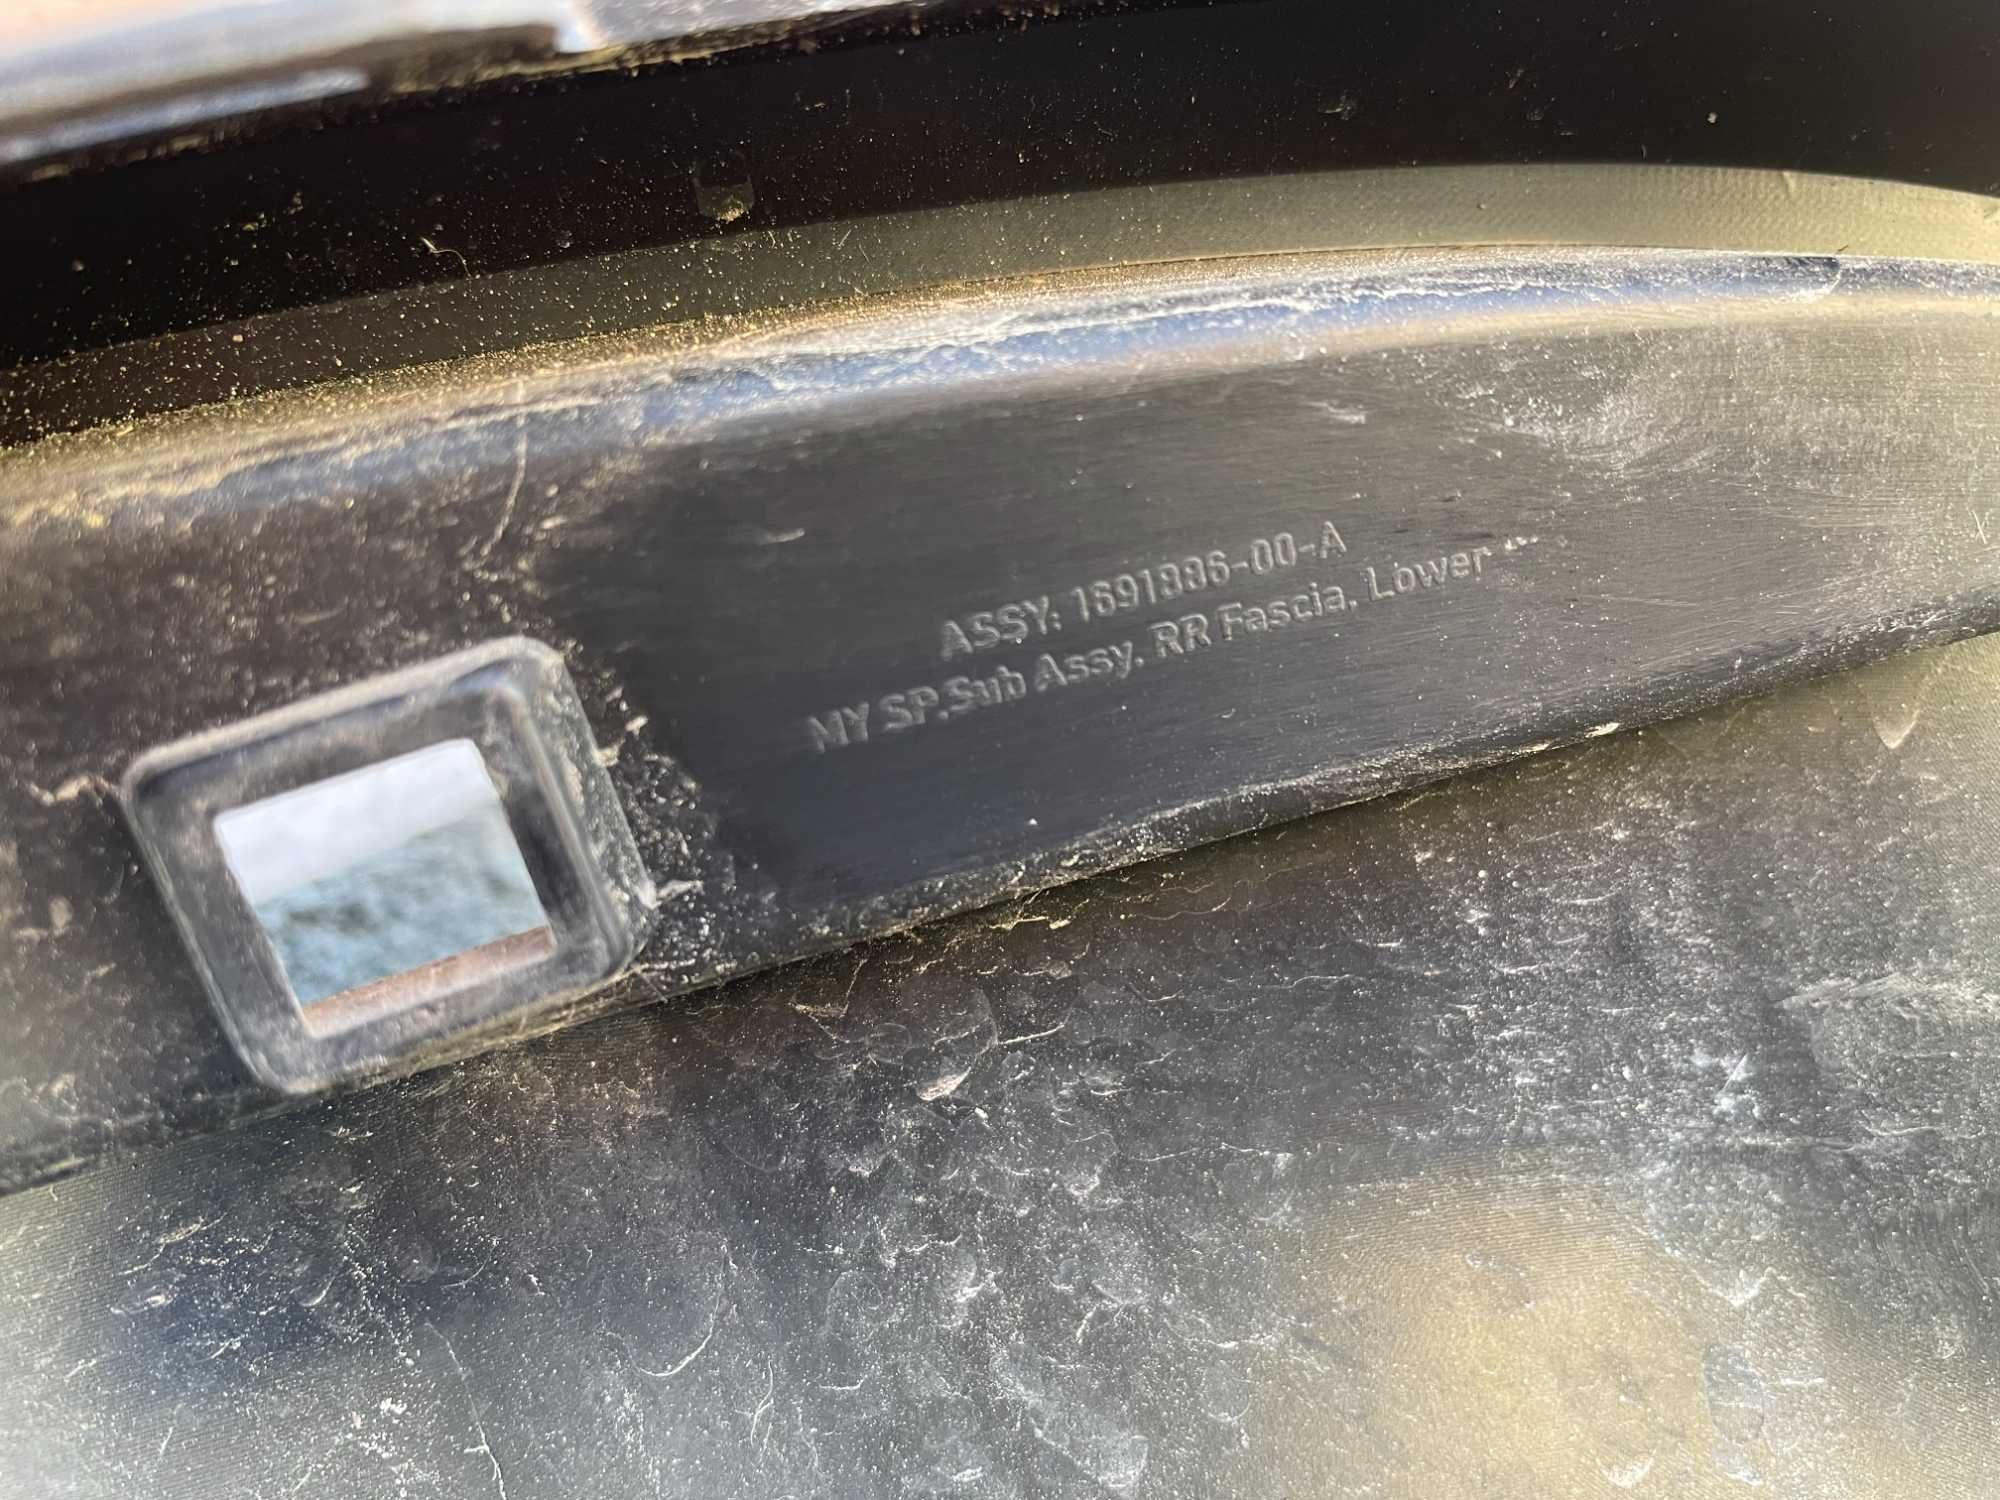 ASSY: 1691886-00-A
MY SP.Sub Assy. RR Fascia, Lower